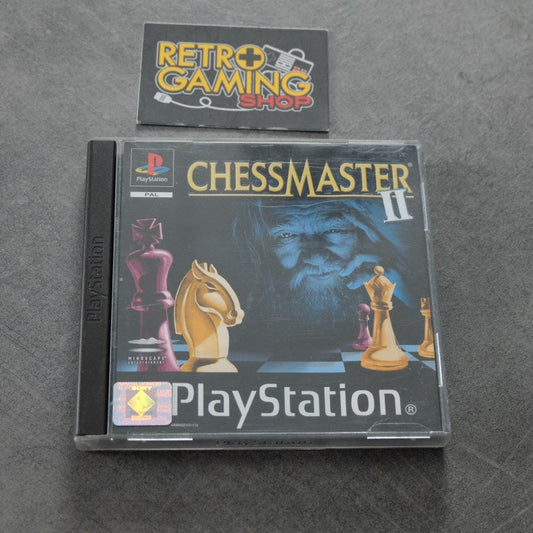 RETRO
GAMING
SHOP
PlayStation
PAL
CHESSMASTER®
II
PlayStation
MINDSCAPE
ENTERTAINMENT
SONY
PlayStation®